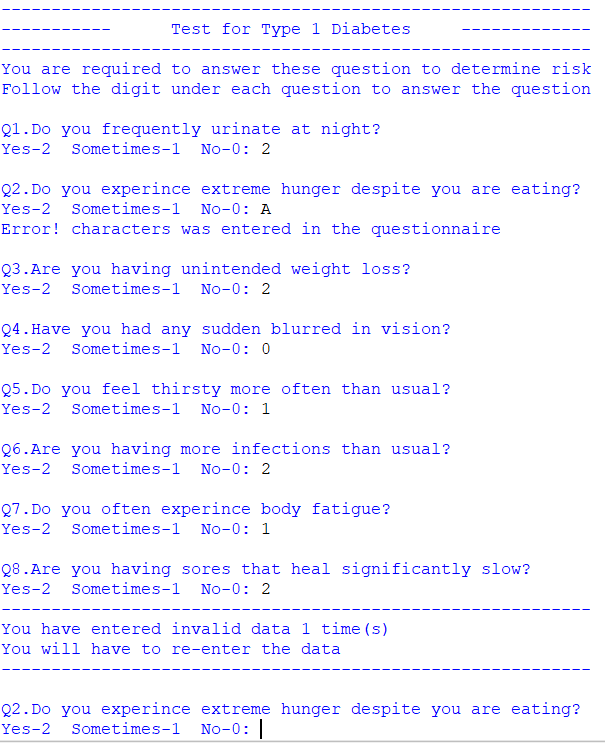 -----------------------------------------------------------
-----------      Test for Type 1 Diabetes     -------------
-----------------------------------------------------------
You are required to answer these question to determine risk
Follow the digit under each question to answer the question
Q1.Do you frequently urinate at night?
Yes-2  Sometimes-1  No-0: 2
Q2.Do you experince extreme hunger despite you are eating?
Yes-2  Sometimes-1  No-0: A
Error! characters was entered in the questionnaire
Q3.Are you having unintended weight loss?
Yes-2  Sometimes-1  No-0: 2
Q4.Have you had any sudden blurred in vision?
Yes-2  Sometimes-1  No-0: 0
Q5.Do you feel thirsty more often than usual?
Yes-2  Sometimes-1  No-0: 1
Q6.Are you having more infections than usual?
Yes-2  Sometimes-1  No-0: 2
Q7.Do you often experince body fatigue?
Yes-2  Sometimes-1  No-0: 1
Q8.Are you having sores that heal significantly slow?
Yes-2  Sometimes-1  No-0: 2
-----------------------------------------------------------
You have entered invalid data 1 time(s)
You will have to re-enter the data
-----------------------------------------------------------
Q2.Do you experince extreme hunger despite you are eating?
Yes-2  Sometimes-1  No-0: